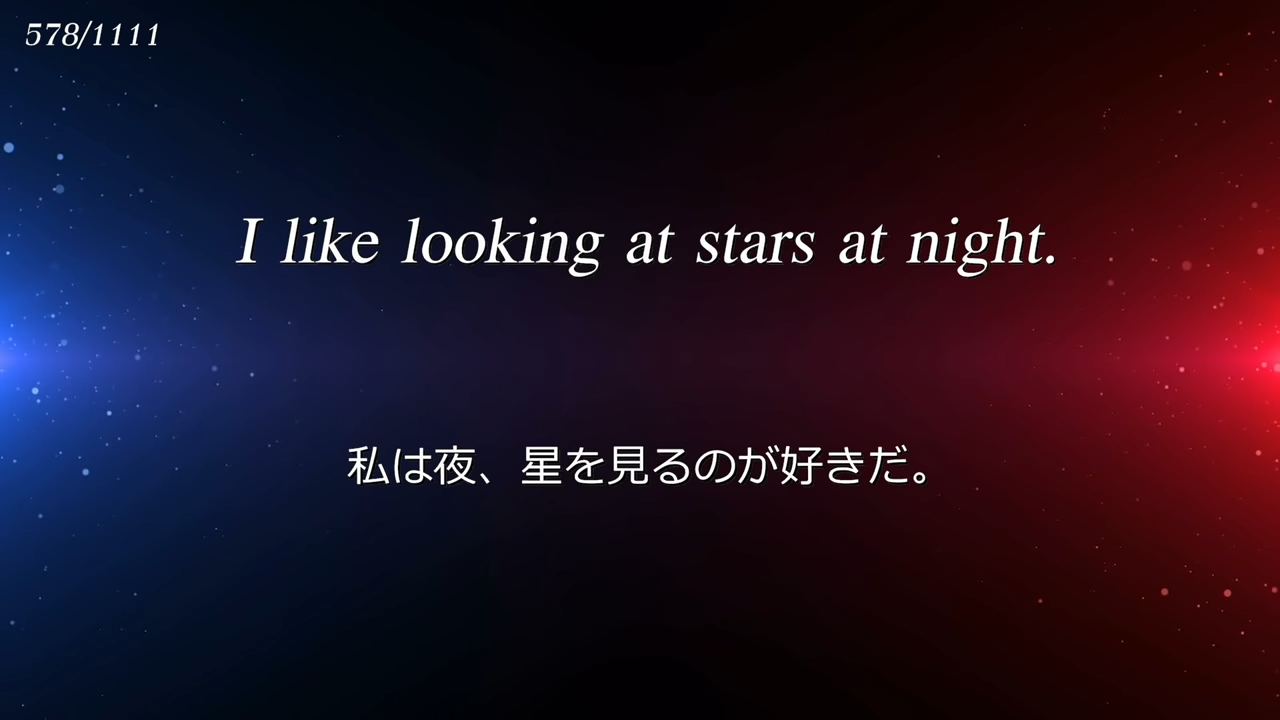 578/1111
I like looking at stars at night.
私は夜、星を見るのが好きだ。